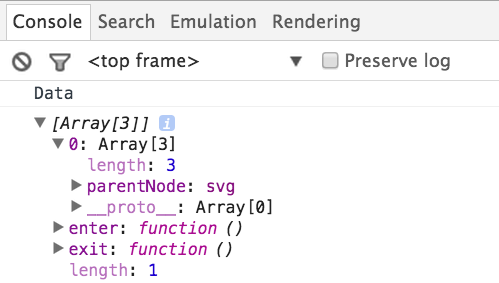 Console Search Emulation Rendering
<top frame> Preserve log
Data
[Array[3]] i
0: Array[3]
length: 3
parentNode: svg
__proto__: Array[0]
enter: function ()
exit: function ()
length: 1